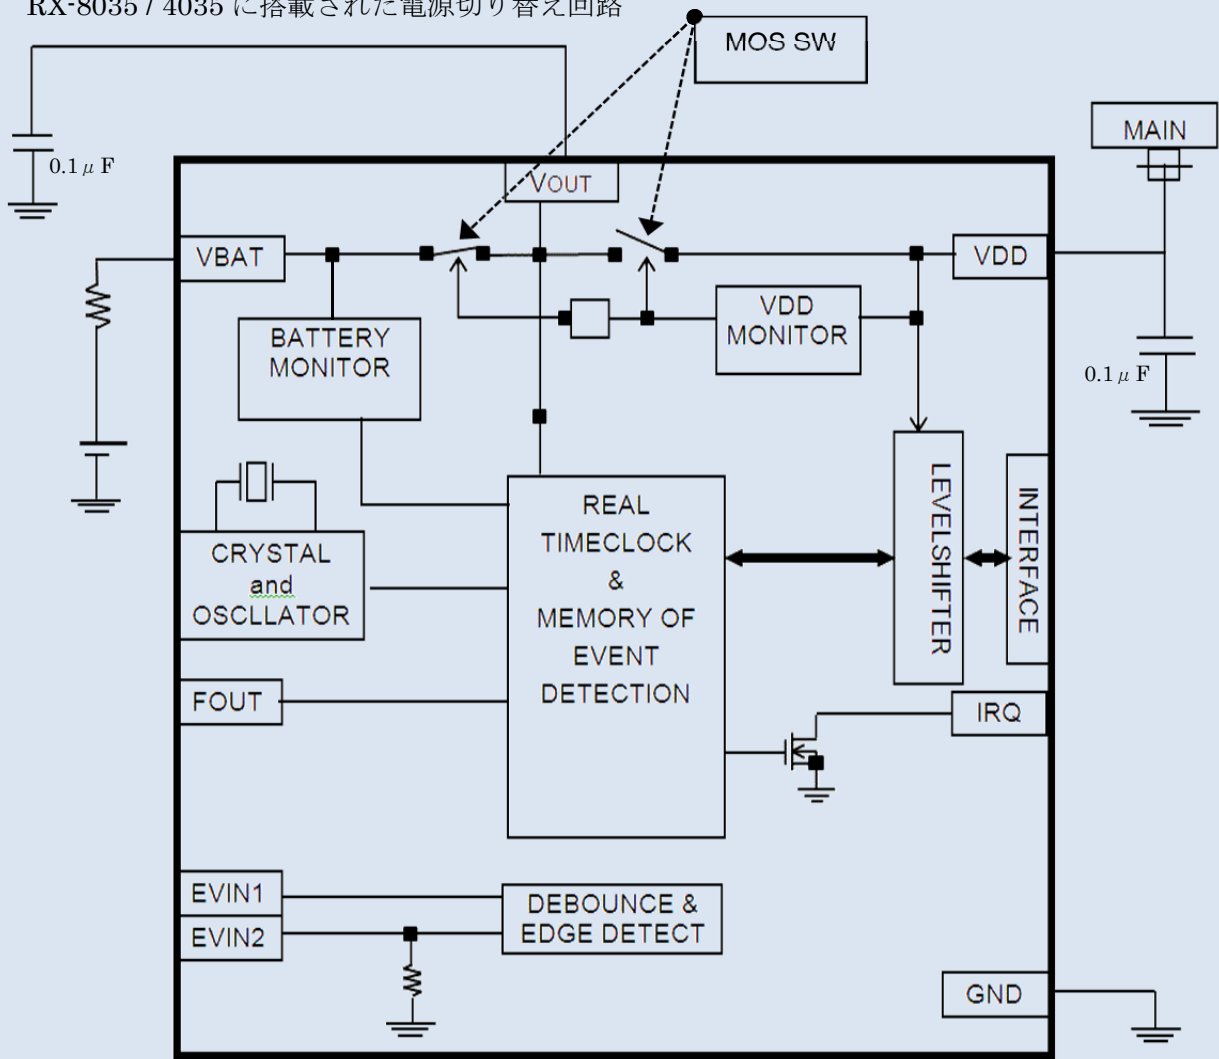 RX-8035 / 4035 に搭載された電源切り替え回路
MOS SW
MAIN
0.1μF
VOUT
VBAT
VDD
VDD
MONITOR
BATTERY
MONITOR
0.1μF
REAL
TIMECLOCK
&
MEMORY OF
EVENT
DETECTION
LEVELSHIFTER
INTERFACE
CRYSTAL
and
OSCLLATOR
FOUT
IRQ
EVIN1
EVIN2
DEBOUNCE &
EDGE DETECT
GND